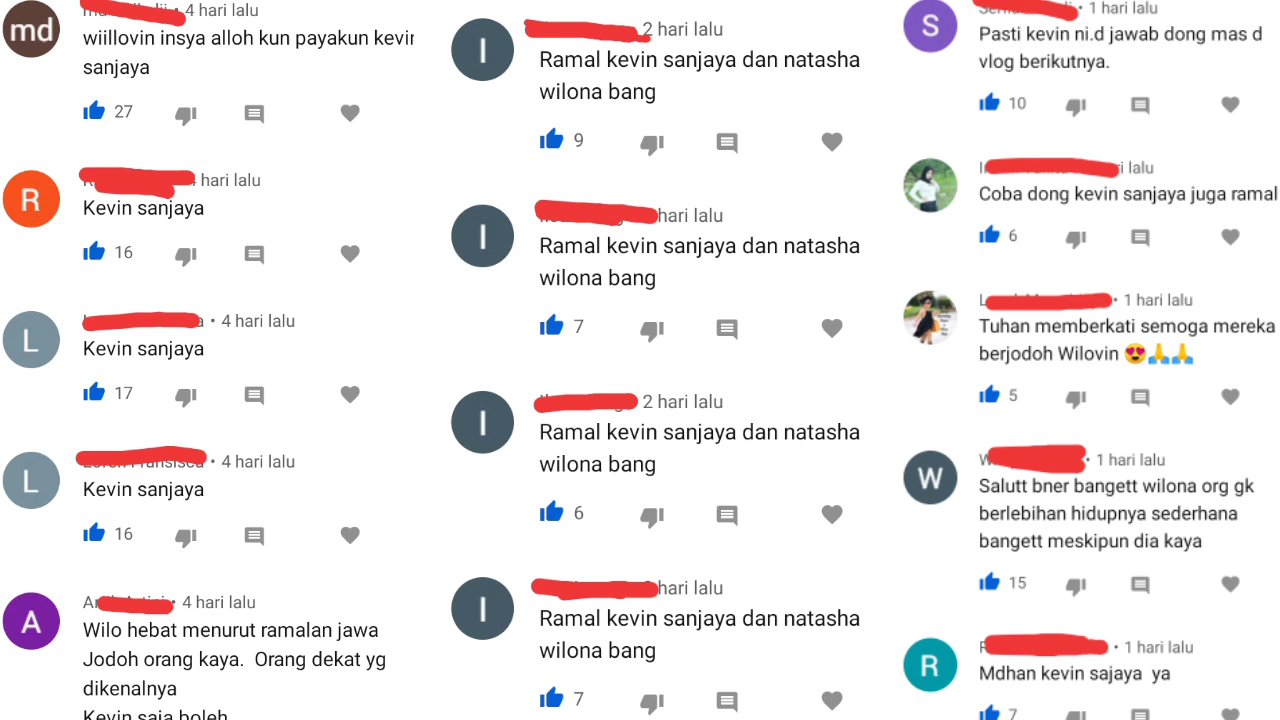 md
4 hari lalu
wiillovin insya alloh kun payakun kevin
sanjaya
27
R
hari lalu
Kevin sanjaya
16
L
• 4 hari lalu
Kevin sanjaya
17
L
• 4 hari lalu
Kevin sanjaya
16
A
• 4 hari lalu
Wilo hebat menurut ramalan jawa
Jodoh orang kaya. Orang dekat yg
dikenalnya
Kevin saja boleh
I
2 hari lalu
Ramal kevin sanjaya dan natasha
wilona bang
9
I
hari lalu
Ramal kevin sanjaya dan natasha
wilona bang
7
I
2 hari lalu
Ramal kevin sanjaya dan natasha
wilona bang
6
I
hari lalu
Ramal kevin sanjaya dan natasha
wilona bang
7
S
• 1 hari lalu
Pasti kevin ni.d jawab dong mas d
vlog berikutnya.
10
lalu
Coba dong kevin sanjaya juga ramal
6
• 1 hari lalu
Tuhan memberkati semoga mereka
berjodoh Wilovin 😍🙏🙏
5
W
• 1 hari lalu
Salutt bner bangett wilona org gk
berlebihan hidupnya sederhana
bangett meskipun dia kaya
15
R
• 1 hari lalu
Mdhan kevin sajaya ya
7